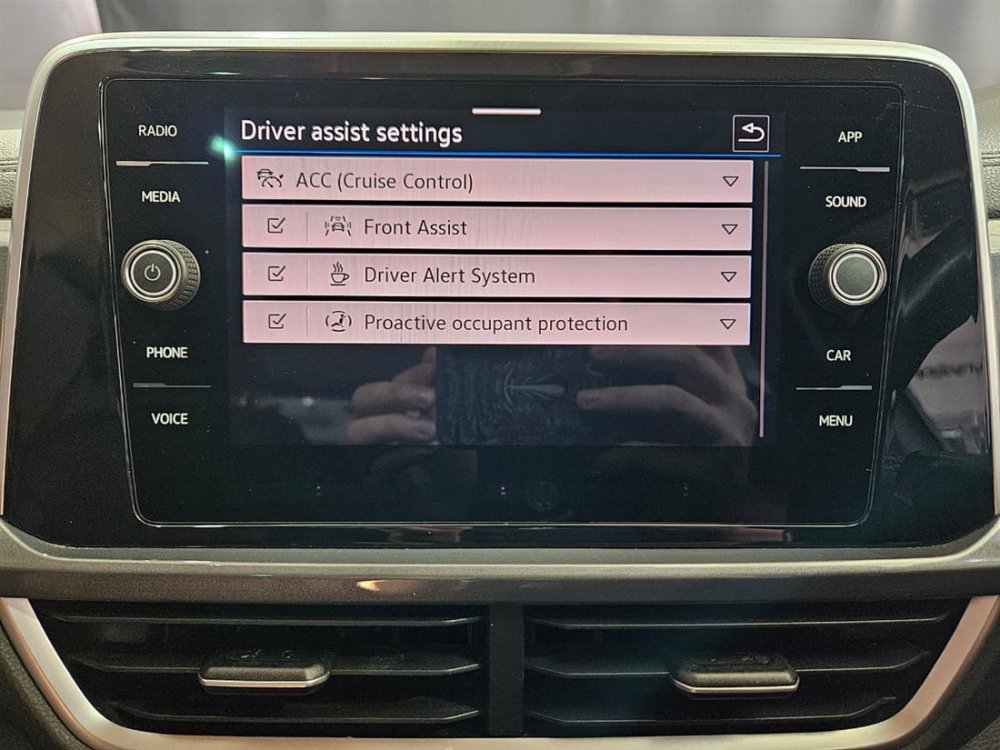 RADIO
MEDIA
PHONE
VOICE
Driver assist settings
ACC (Cruise Control)
Front Assist
Driver Alert System
Proactive occupant protection
APP
SOUND
CAR
MENU